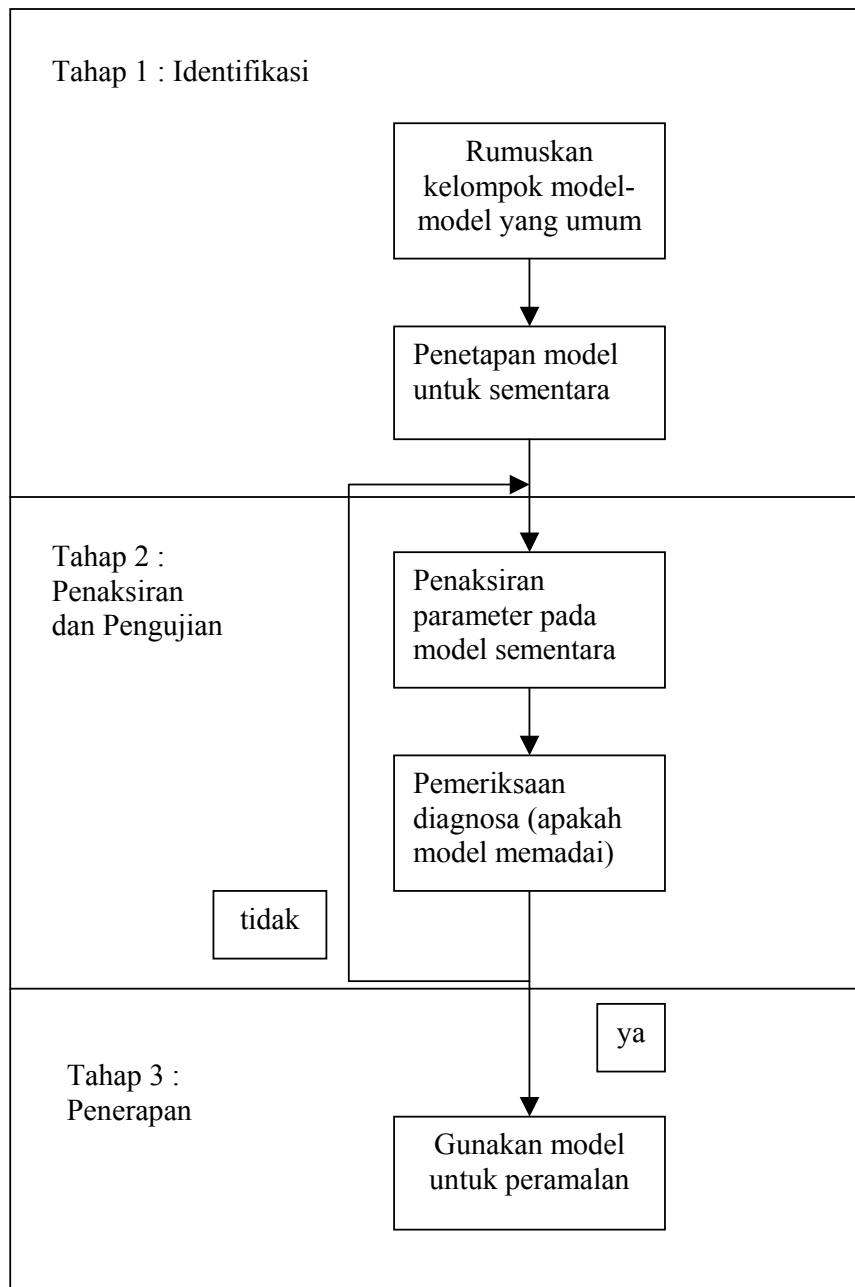 Tahap 1 : Identifikasi
Rumuskan
kelompok model-
model yang umum
Penetapan model
untuk sementara
Tahap 2 :
Penaksiran
dan Pengujian
Penaksiran
parameter pada
model sementara
Pemeriksaan
diagnosa (apakah
model memadai)
tidak
ya
Tahap 3 :
Penerapan
Gunakan model
untuk peramalan